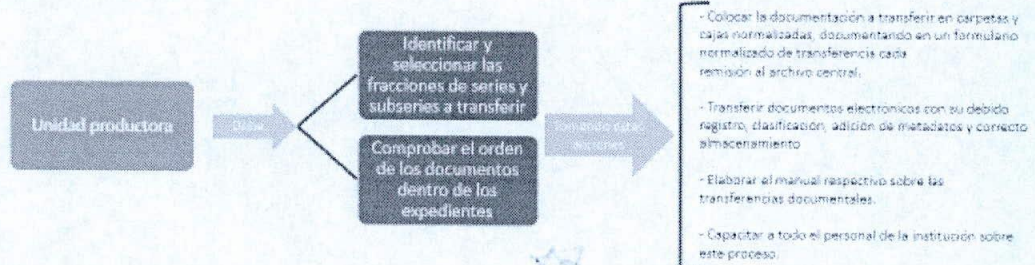 Unidad productora
Debe
Identificar y
seleccionar las
fracciones de series y
subseries a transferir
Comprobar el orden
de los documentos
dentro de los
expedientes
Tomando estas
- Colocar la documentación a transferir en carpetas y
cajas normalizadas, documentando en un formulario
normalizado de transferencia cada
remisión al archivo central.
- Transferir documentos electrónicos con su debido
registro, clasificación, adición de metadatos y correcto
almacenamiento
- Elaborar el manual respectivo sobre las
transferencias documentales.
- Capacitar a todo el personal de la institución sobre
este proceso.